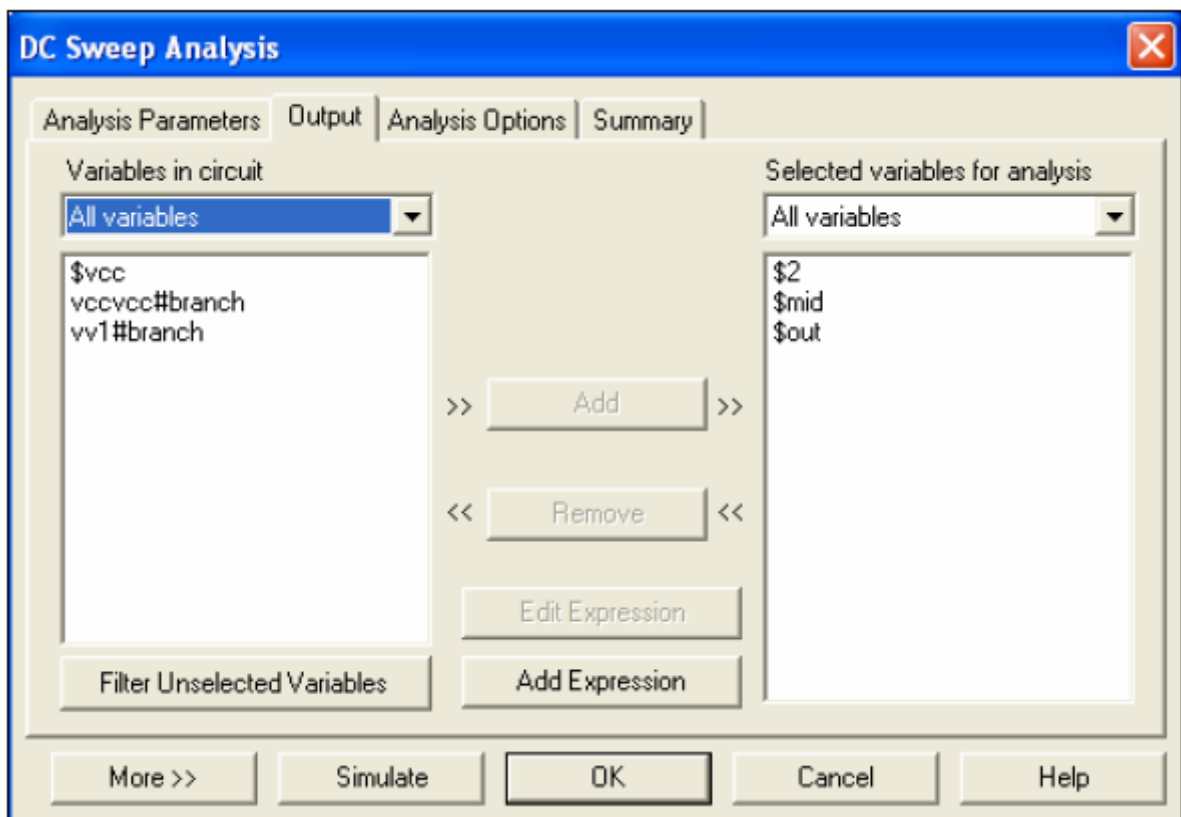 DC Sweep Analysis
Analysis Parameters Output Analysis Options Summary
Variables in circuit
All variables
$vcc
vccvcc#branch
vv1#branch
Filter Unselected Variables
>> Add >>
<< Remove <<
Edit Expression
Add Expression
Selected variables for analysis
All variables
$2
$mid
$out
More >> Simulate OK Cancel Help